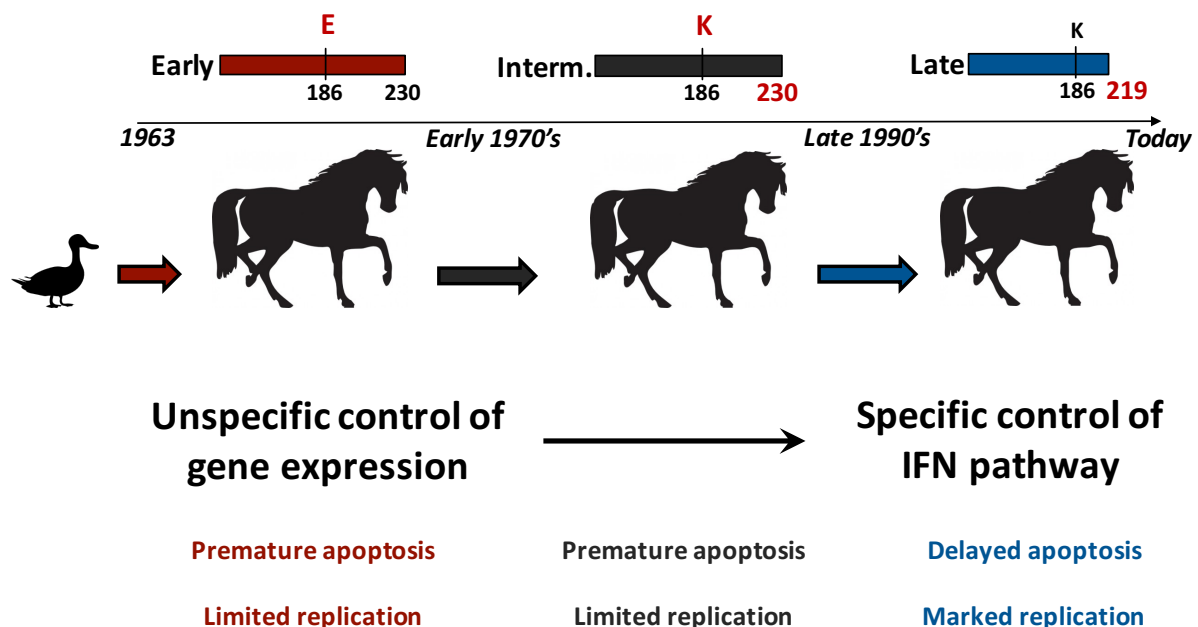 E
K
K
Early
Interm.
Late
186
230
186
230
186
219
1963
Early 1970's
Late 1990's
Today
Unspecific control of
gene expression
Specific control of
IFN pathway
Premature apoptosis
Premature apoptosis
Delayed apoptosis
Limited replication
Limited replication
Marked replication